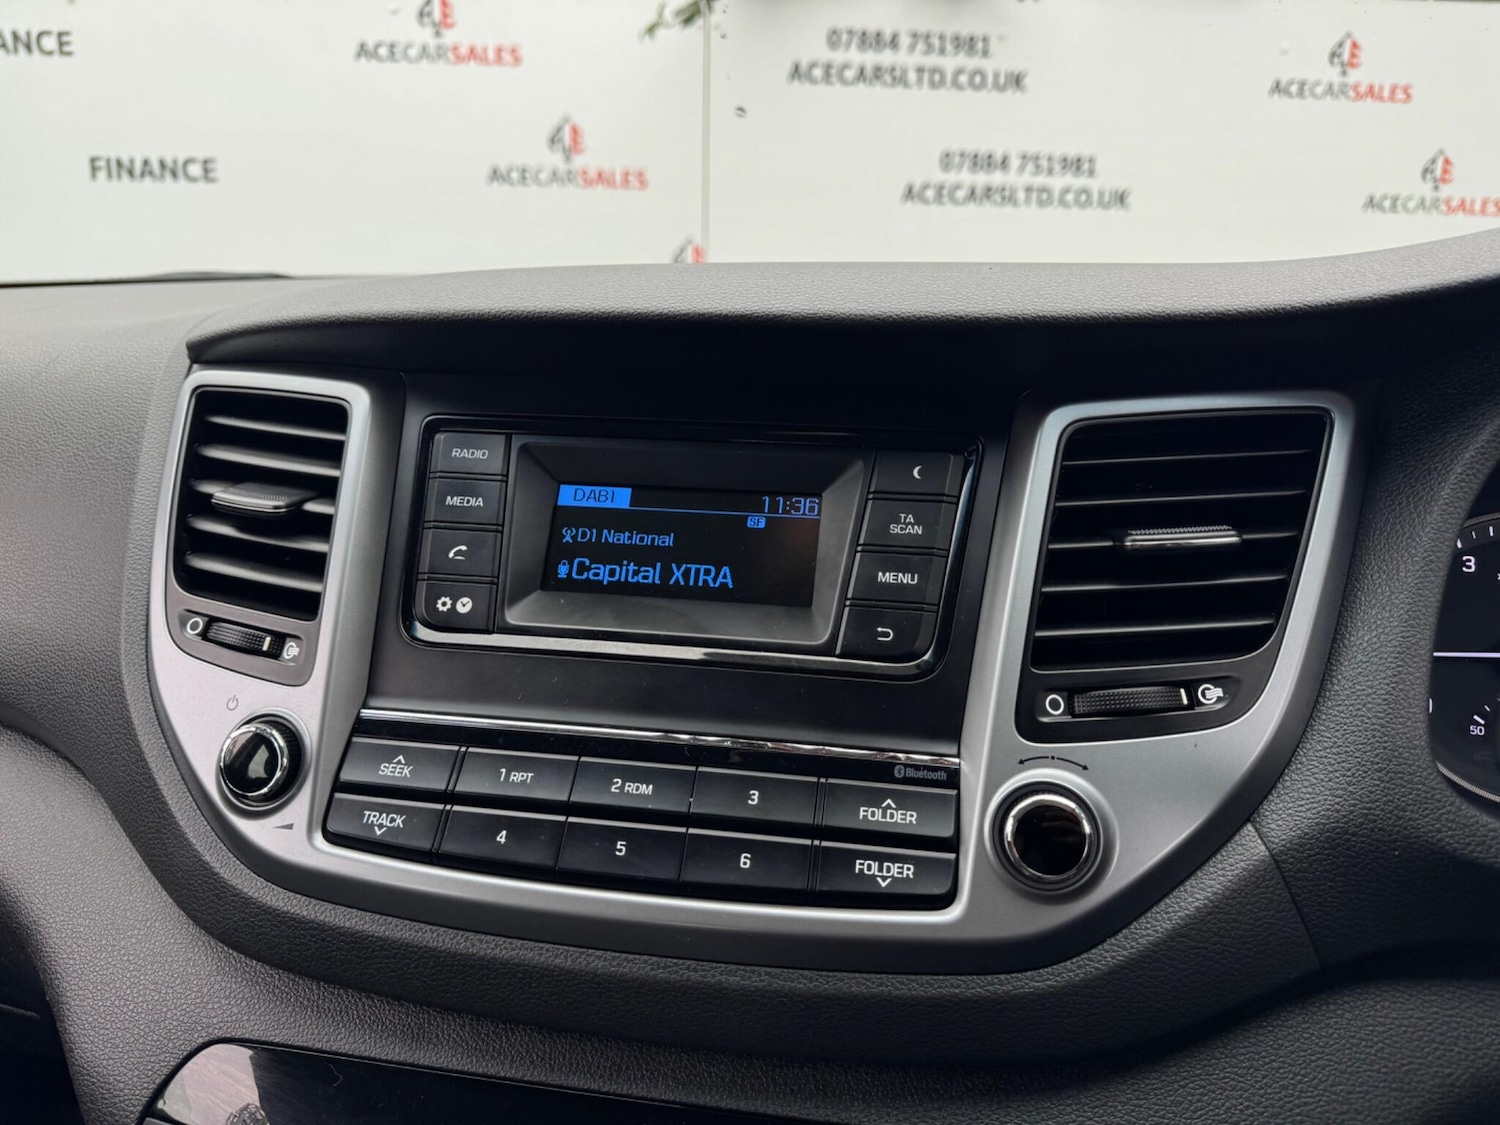 ANCE
ACECARSALES
07884 751981
ACECARSLTD.CO.UK
ACECARSALES
FINANCE
ACECARSALES
07884 751981
ACECARSLTD.CO.UK
ACECARSALES
RADIO
MEDIA
DAB1
11:36
SF
D1 National
Capital XTRA
TA
SCAN
MENU
Bluetooth
SEEK
1 RPT
2 RDM
3
FOLDER
TRACK
4
5
6
FOLDER
3
50